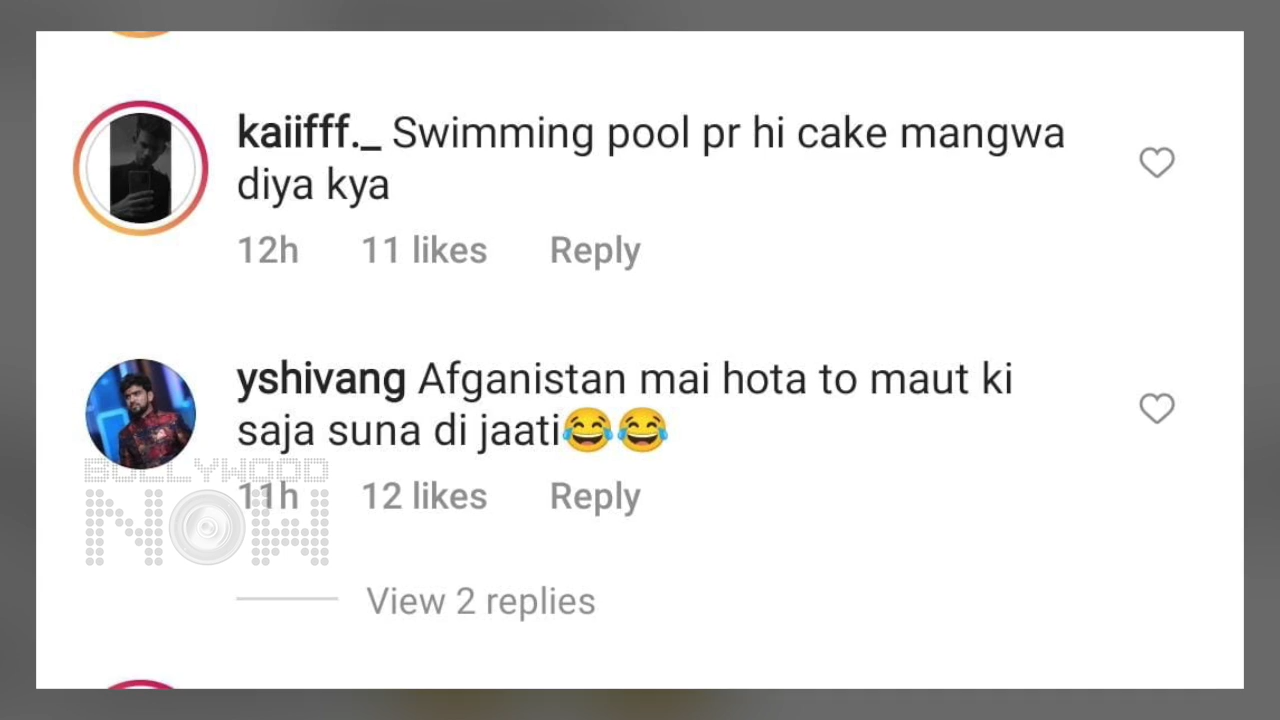 kaiifff._ Swimming pool pr hi cake mangwa
diya kya
12h 11 likes Reply
yshivang Afganistan mai hota to maut ki
saja suna di jaati😂😂
BOLLYWOOD
NOW
11h 12 likes Reply
View 2 replies